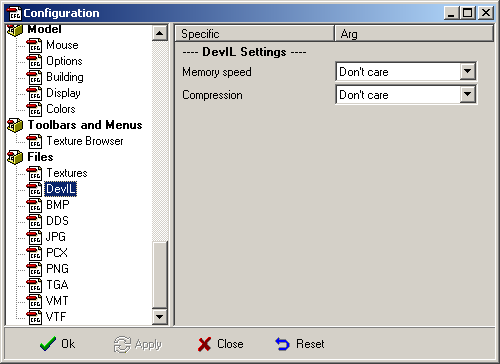 Configuration
Model
Mouse
Options
Building
Display
Colors
Toolbars and Menus
Texture Browser
Files
Textures
DevIL
BMP
DDS
JPG
PCX
PNG
TGA
VMT
VTF
Specific Arg
---- DevIL Settings ----
Memory speed Don't care
Compression Don't care
Ok Apply Close Reset